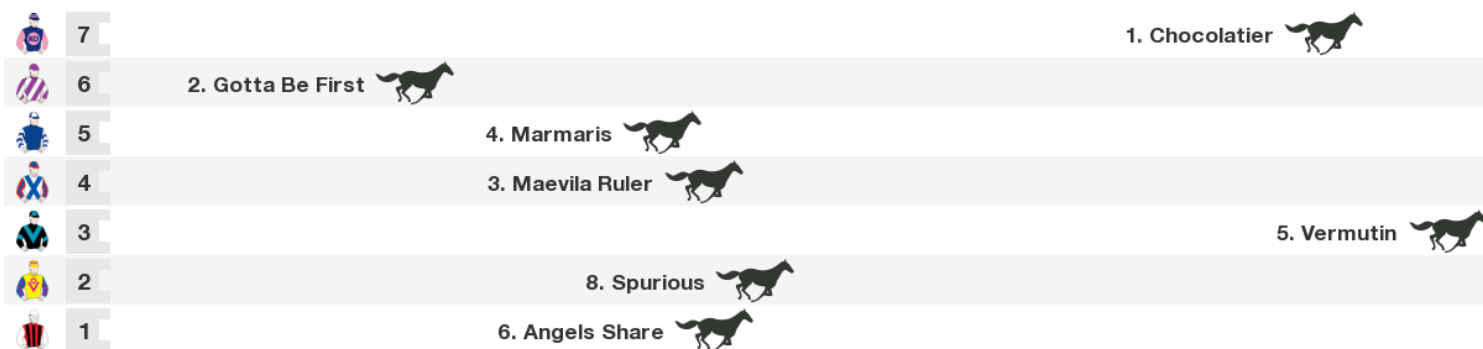 7 1. Chocolatier
6 2. Gotta Be First
5 4. Marmaris
4 3. Maevila Ruler
3 5. Vermutin
2 8. Spurious
1 6. Angels Share